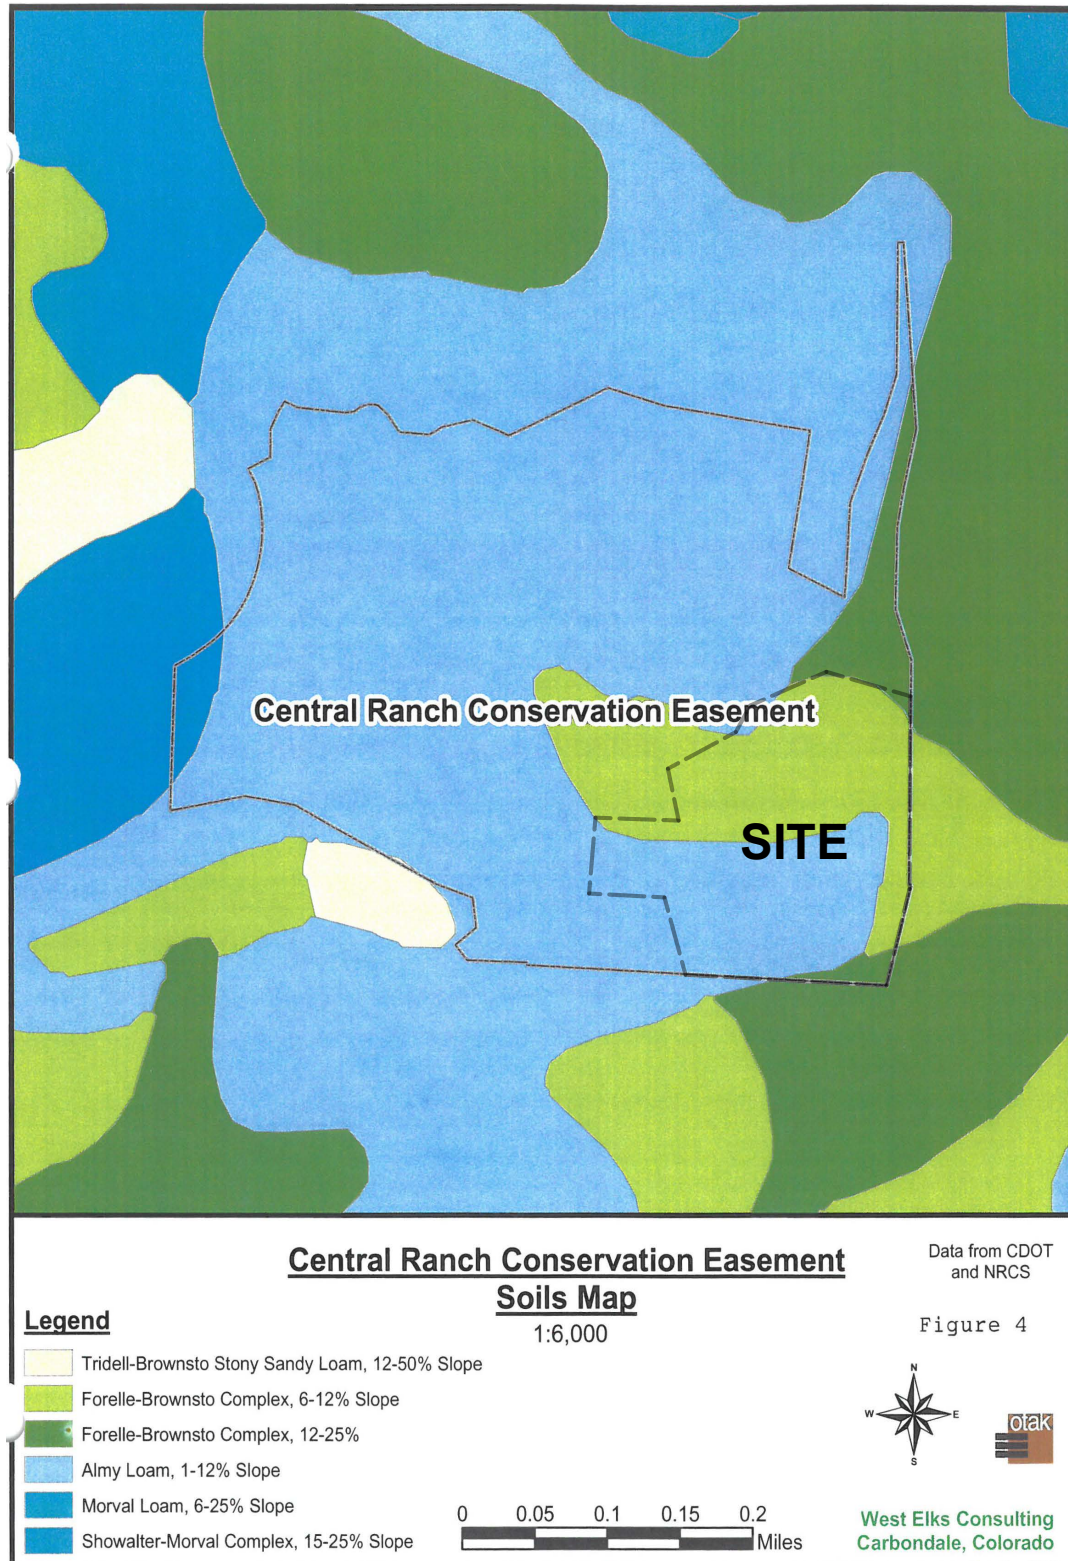 Central Ranch Conservation Easement
SITE
Central Ranch Conservation Easement
Soils Map
1:6,000
Data from CDOT
and NRCS
Figure 4
Legend
Tridell-Brownsto Stony Sandy Loam, 12-50% Slope
Forelle-Brownsto Complex, 6-12% Slope
Forelle-Brownsto Complex, 12-25%
Almy Loam, 1-12% Slope
Morval Loam, 6-25% Slope
Showalter-Morval Complex, 15-25% Slope
0 0.05 0.1 0.15 0.2
Miles
N
W E
S
otak
West Elks Consulting
Carbondale, Colorado